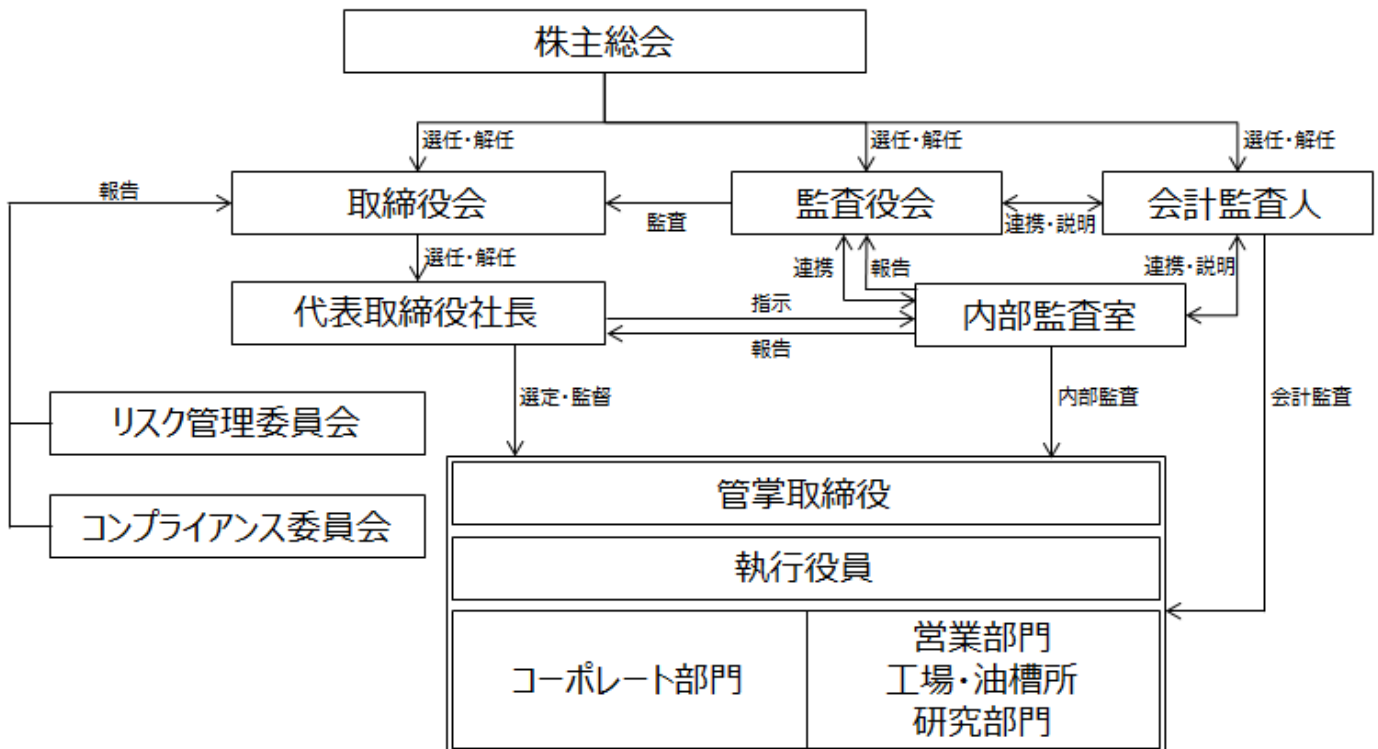 株主総会
選任・解任
選任・解任
選任・解任
報告
取締役会
監査
監査役会
連携・説明
会計監査人
選任・解任
連携
報告
連携・説明
代表取締役社長
指示
報告
内部監査室
選定・監督
内部監査
会計監査
リスク管理委員会
コンプライアンス委員会
管掌取締役
執行役員
コーポレート部門
営業部門
工場・油槽所
研究部門